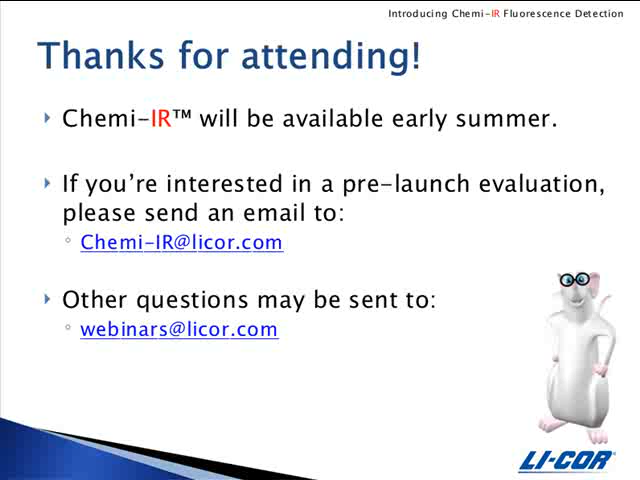 Introducing Chemi-IR Fluorescence Detection
Thanks for attending!
Chemi-IR™ will be available early summer.
If you’re interested in a pre-launch evaluation,
please send an email to:
Chemi-IR@licor.com
Other questions may be sent to:
webinars@licor.com
LI-COR